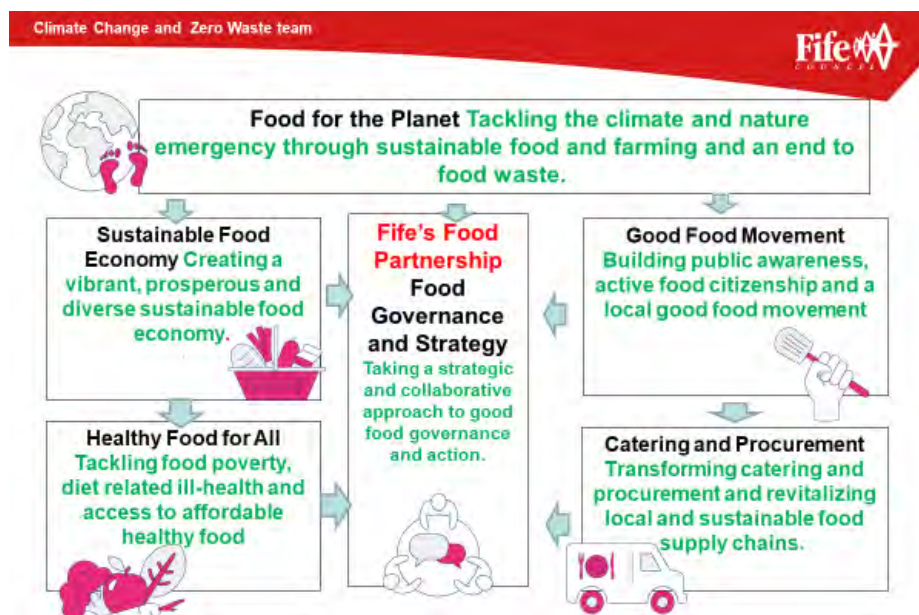 Climate Change and Zero Waste team
Fife
COUNCIL
Food for the Planet Tackling the climate and nature
emergency through sustainable food and farming and an end to
food waste.
Sustainable Food
Economy Creating a
vibrant, prosperous and
diverse sustainable food
economy.
Fife's Food
Partnership
Food
Governance
and Strategy
Taking a strategic
and collaborative
approach to good
food governance
and action.
Good Food Movement
Building public awareness,
active food citizenship and a
local good food movement
Healthy Food for All
Tackling food poverty,
diet related ill-health and
access to affordable
healthy food
Catering and Procurement
Transforming catering and
procurement and revitalizing
local and sustainable food
supply chains.